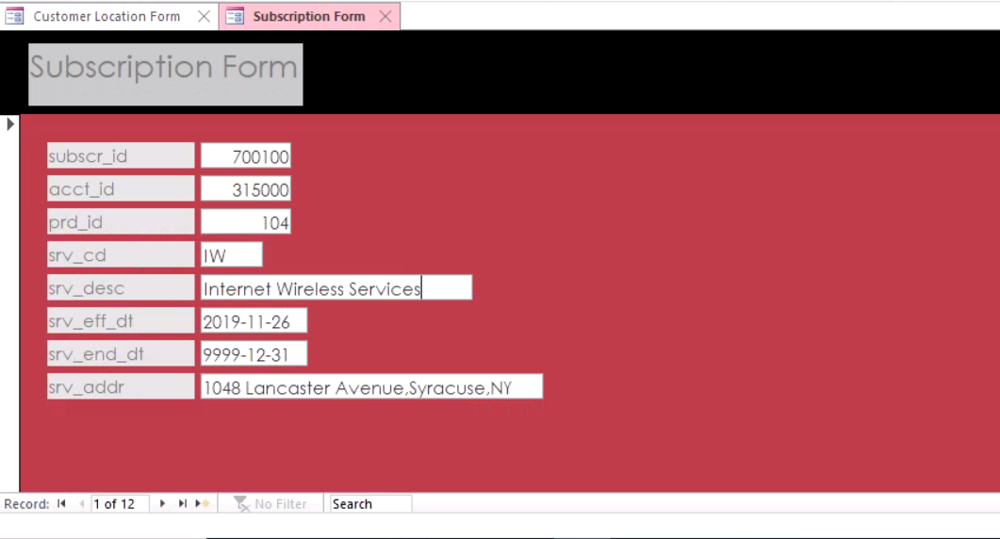 Customer Location Form Subscription Form
Subscription Form
subscr_id 700100
acct_id 315000
prd_id 104
srv_cd IW
srv_desc Internet Wireless Services
srv_eff_dt 2019-11-26
srv_end_dt 9999-12-31
srv_addr 1048 Lancaster Avenue,Syracuse,NY
Record: 1 of 12 No Filter Search